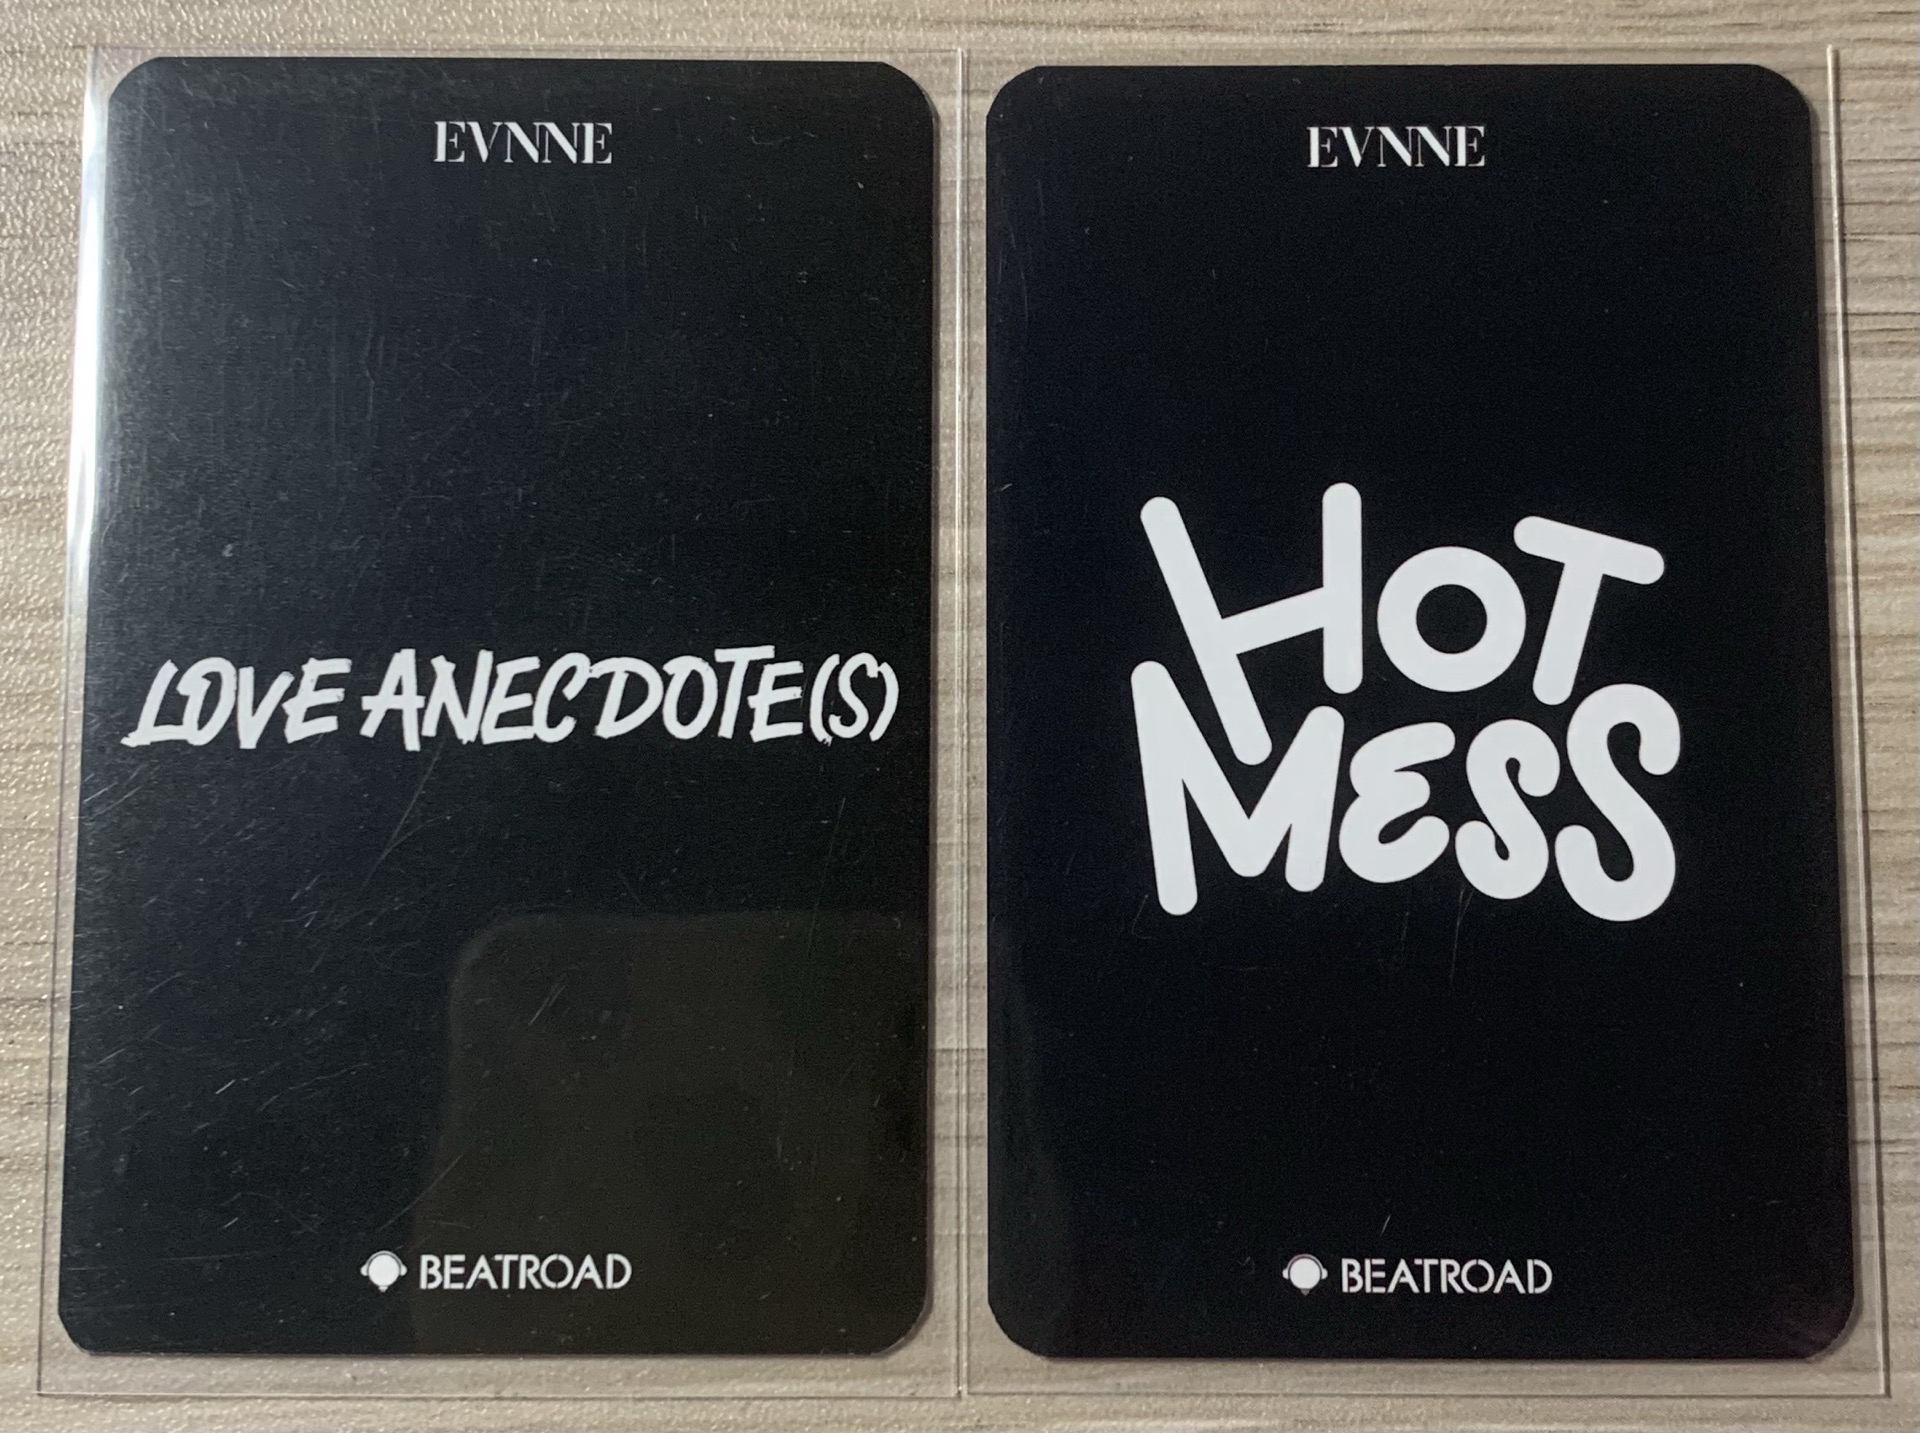 EVNNE
LOVE ANECDOTE(S)
BEATROAD
EVNNE
HOT
MESS
BEATROAD